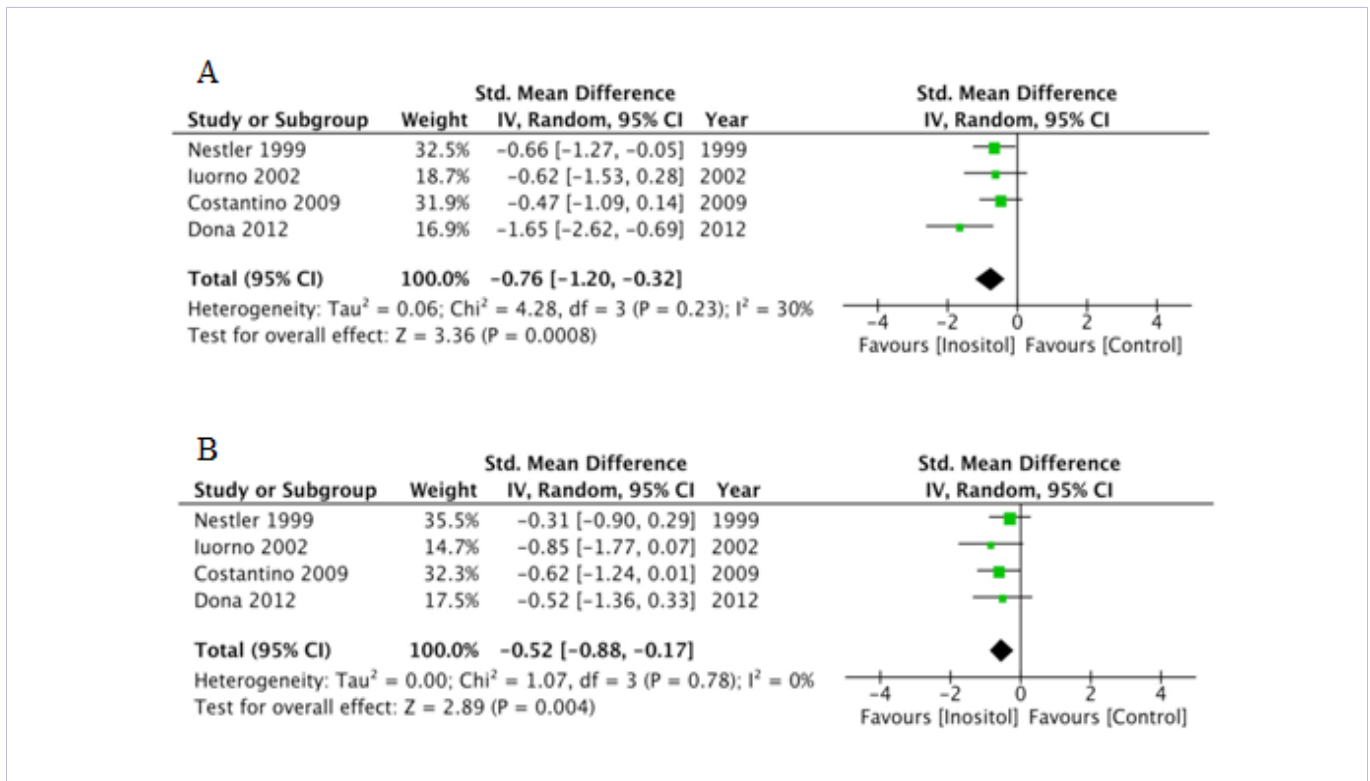 A
Std. Mean Difference Std. Mean Difference
Study or Subgroup Weight IV, Random, 95% CI Year IV, Random, 95% CI
Nestler 1999 32.5% −0.66 [−1.27, −0.05] 1999
Iuorno 2002 18.7% −0.62 [−1.53, 0.28] 2002
Costantino 2009 31.9% −0.47 [−1.09, 0.14] 2009
Dona 2012 16.9% −1.65 [−2.62, −0.69] 2012
Total (95% CI) 100.0% −0.76 [−1.20, −0.32]
Heterogeneity: Tau² = 0.06; Chi² = 4.28, df = 3 (P = 0.23); I² = 30%
Test for overall effect: Z = 3.36 (P = 0.0008)
−4 −2 0 2 4
Favours [Inositol] Favours [Control]
B
Std. Mean Difference Std. Mean Difference
Study or Subgroup Weight IV, Random, 95% CI Year IV, Random, 95% CI
Nestler 1999 35.5% −0.31 [−0.90, 0.29] 1999
Iuorno 2002 14.7% −0.85 [−1.77, 0.07] 2002
Costantino 2009 32.3% −0.62 [−1.24, 0.01] 2009
Dona 2012 17.5% −0.52 [−1.36, 0.33] 2012
Total (95% CI) 100.0% −0.52 [−0.88, −0.17]
Heterogeneity: Tau² = 0.00; Chi² = 1.07, df = 3 (P = 0.78); I² = 0%
Test for overall effect: Z = 2.89 (P = 0.004)
−4 −2 0 2 4
Favours [Inositol] Favours [Control]